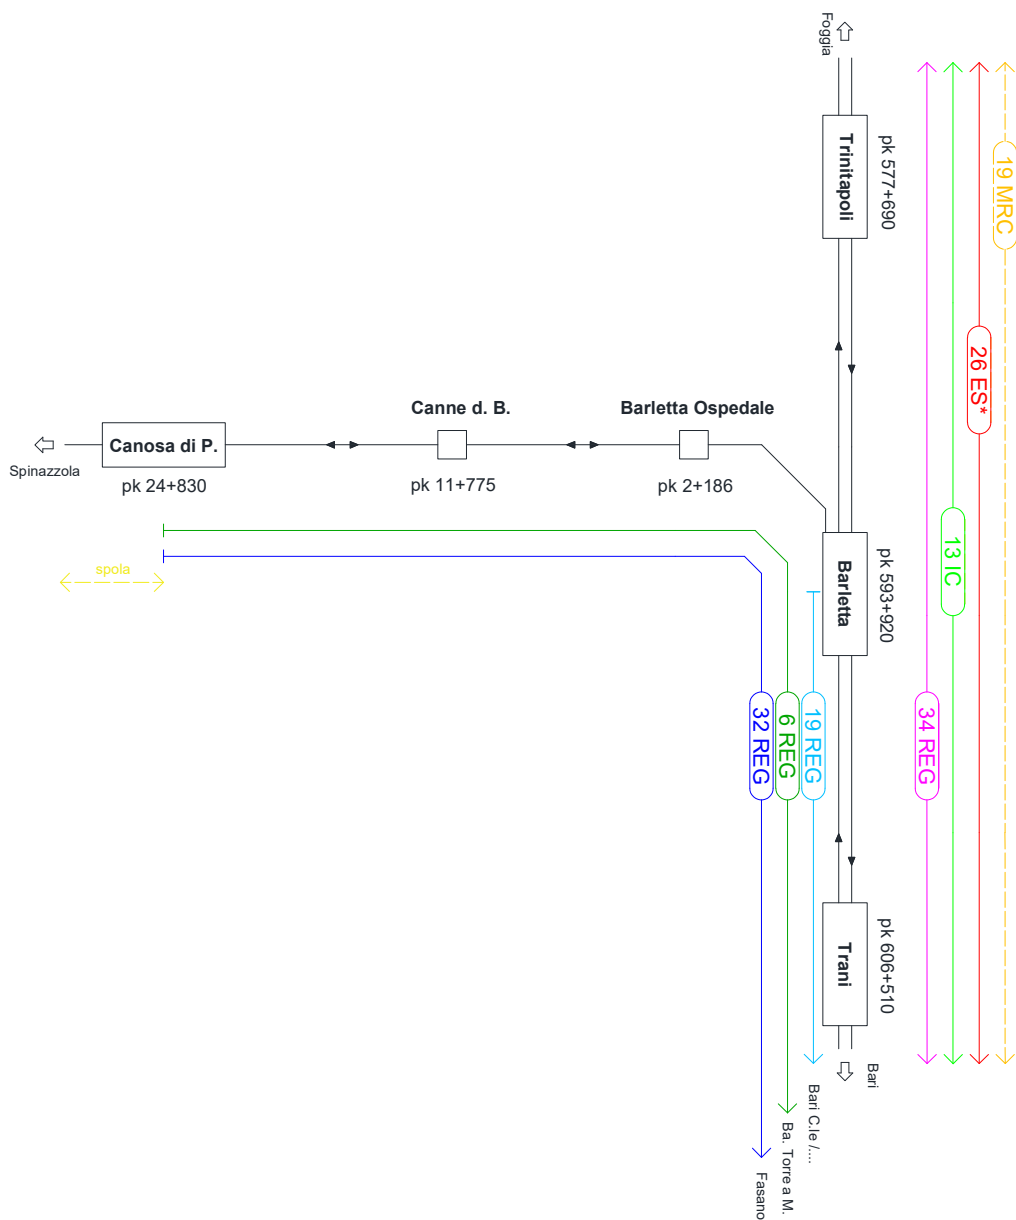 Foggia
Trinitapoli
pk 577+690
19 MRC
26 ES*
Canne d. B.
Barletta Ospedale
Canosa di P.
Spinazzola
pk 24+830
pk 11+775
pk 2+186
13 IC
Barletta
pk 593+920
spola
32 REG
6 REG
19 REG
34 REG
Trani
pk 606+510
Bari
Bari C.le /....
Ba. Torre a M.
Fasano